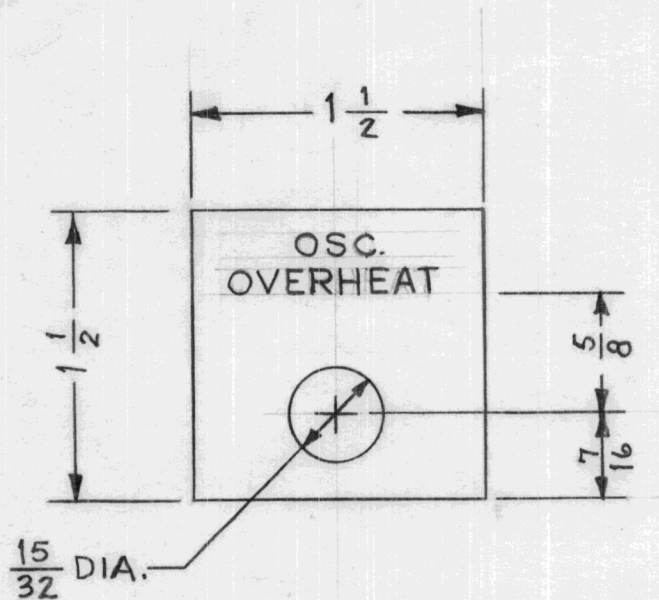 1 1/2
OSC.
OVERHEAT
1 1/2
5/8
7/16
15/32 DIA.